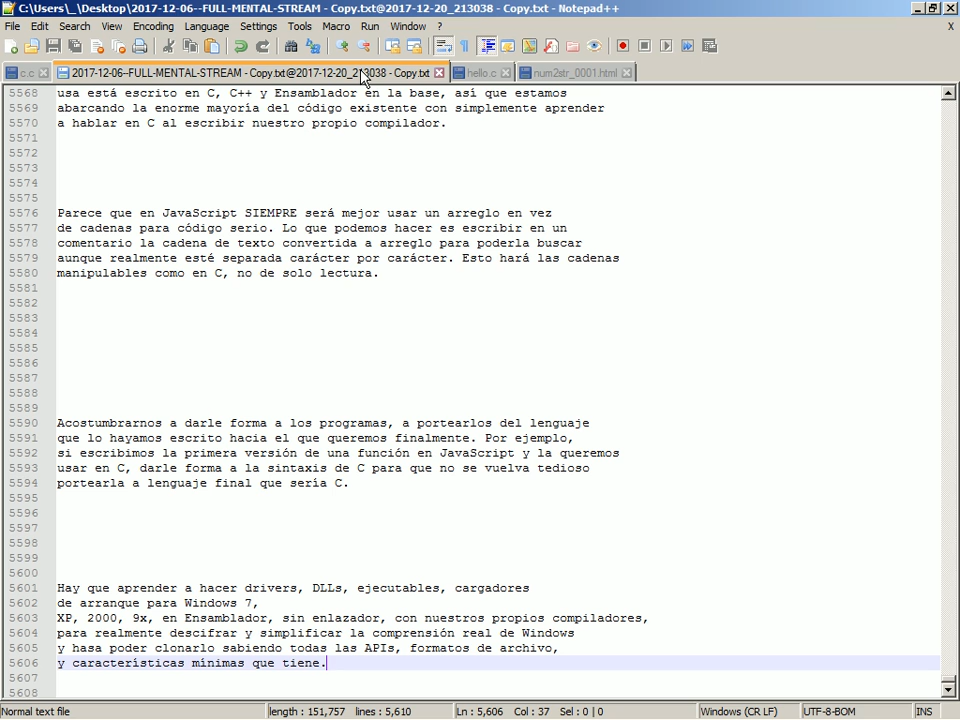 C:\Users\_\Desktop\2017-12-06--FULL-MENTAL-STREAM - Copy.txt@2017-12-20_213038 - Copy.txt - Notepad++
File Edit Search View Encoding Language Settings Tools Macro Run Window ?
X
c.c
2017-12-06--FULL-MENTAL-STREAM - Copy.txt@2017-12-20_213038 - Copy.txt
hello.c
num2str_0001.html
5568 usa está escrito en C, C++ y Ensamblador en la base, así que estamos
5569 abarcando la enorme mayoría del código existente con simplemente aprender
5570 a hablar en C al escribir nuestro propio compilador.
5571
5572
5573
5574
5575
5576 Parece que en JavaScript SIEMPRE será mejor usar un arreglo en vez
5577 de cadenas para código serio. Lo que podemos hacer es escribir en un
5578 comentario la cadena de texto convertida a arreglo para poderla buscar
5579 aunque realmente esté separada carácter por carácter. Esto hará las cadenas
5580 manipulables como en C, no de solo lectura.
5581
5582
5583
5584
5585
5586
5587
5588
5589
5590 Acostumbrarnos a darle forma a los programas, a portearlos del lenguaje
5591 que lo hayamos escrito hacia el que queremos finalmente. Por ejemplo,
5592 si escribimos la primera versión de una función en JavaScript y la queremos
5593 usar en C, darle forma a la sintaxis de C para que no se vuelva tedioso
5594 portearla a lenguaje final que sería C.
5595
5596
5597
5598
5599
5600
5601 Hay que aprender a hacer drivers, DLLs, ejecutables, cargadores
5602 de arranque para Windows 7,
5603 XP, 2000, 9x, en Ensamblador, sin enlazador, con nuestros propios compiladores,
5604 para realmente descifrar y simplificar la comprensión real de Windows
5605 y hasa poder clonarlo sabiendo todas las APIs, formatos de archivo,
5606 y características mínimas que tiene.
5607
5608
Normal text file length : 151,757 lines : 5,610 Ln : 5,606 Col : 37 Sel : 0 | 0 Windows (CR LF) UTF-8-BOM INS